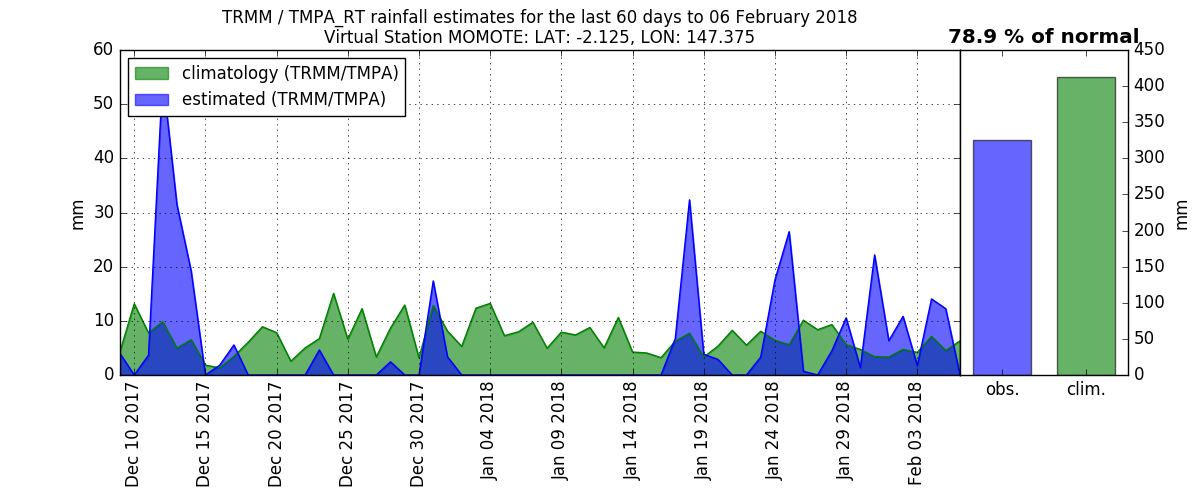 TRMM / TMPA_RT rainfall estimates for the last 60 days to 06 February 2018
Virtual Station MOMOTE: LAT: -2.125, LON: 147.375
78.9 % of normal
climatology (TRMM/TMPA)
estimated (TRMM/TMPA)
mm
60
50
40
30
20
10
0
Dec 10 2017
Dec 15 2017
Dec 20 2017
Dec 25 2017
Dec 30 2017
Jan 04 2018
Jan 09 2018
Jan 14 2018
Jan 19 2018
Jan 24 2018
Jan 29 2018
Feb 03 2018
obs.
clim.
450
400
350
300
250
200
150
100
50
0
mm